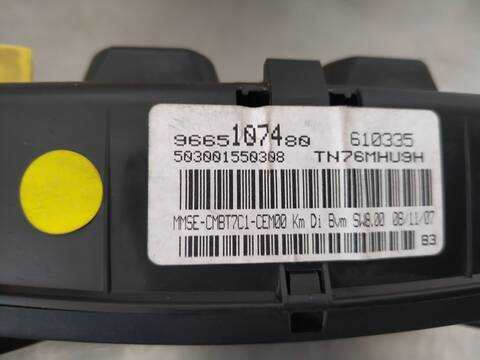 9665107480 610335
503001550308 TN76MHU9H
MMSE-CMBT7C1-CEM00 Km Di Bvm SW8.00 08/11/07
83